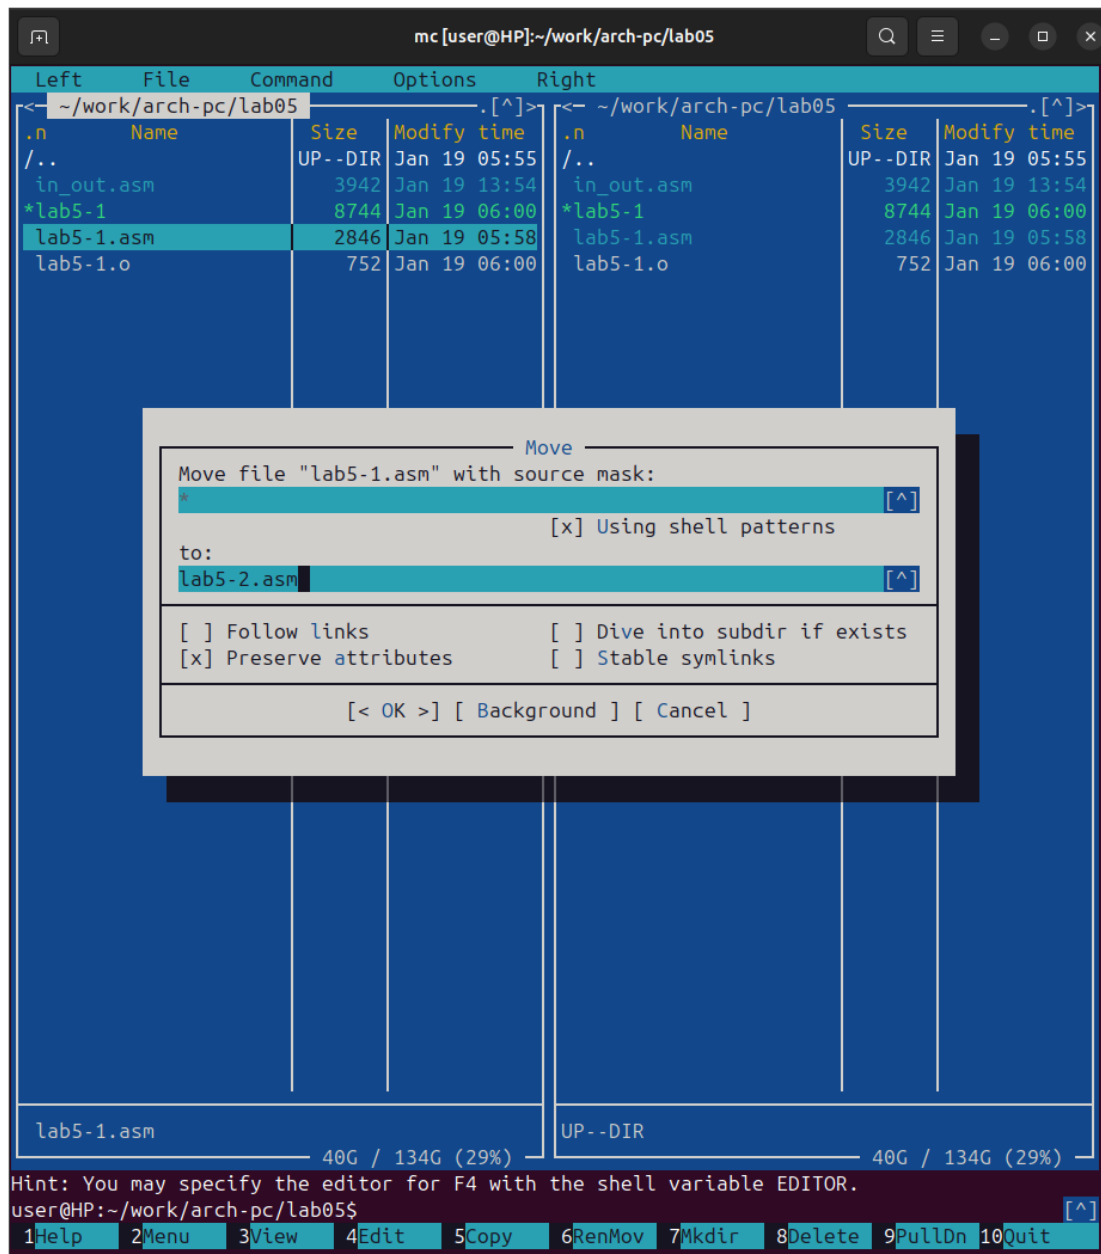 mc [user@HP]:~/work/arch-pc/lab05
Left File Command Options Right
<─ ~/work/arch-pc/lab05 ─.[^]>
<─ ~/work/arch-pc/lab05 ─.[^]>
.n Name Size Modify time .n Name Size Modify time
/.. UP--DIR Jan 19 05:55 /.. UP--DIR Jan 19 05:55
in_out.asm 3942 Jan 19 13:54 in_out.asm 3942 Jan 19 13:54
*lab5-1 8744 Jan 19 06:00 *lab5-1 8744 Jan 19 06:00
lab5-1.asm 2846 Jan 19 05:58 lab5-1.asm 2846 Jan 19 05:58
lab5-1.o 752 Jan 19 06:00 lab5-1.o 752 Jan 19 06:00
Move
Move file "lab5-1.asm" with source mask:
* [^]
[x] Using shell patterns
to:
lab5-2.asm [^]
[ ] Follow links [ ] Dive into subdir if exists
[x] Preserve attributes [ ] Stable symlinks
[< OK >] [ Background ] [ Cancel ]
lab5-1.asm UP--DIR
40G / 134G (29%) 40G / 134G (29%)
Hint: You may specify the editor for F4 with the shell variable EDITOR.
user@HP:~/work/arch-pc/lab05$ [^]
1Help 2Menu 3View 4Edit 5Copy 6RenMov 7Mkdir 8Delete 9PullDn 10Quit